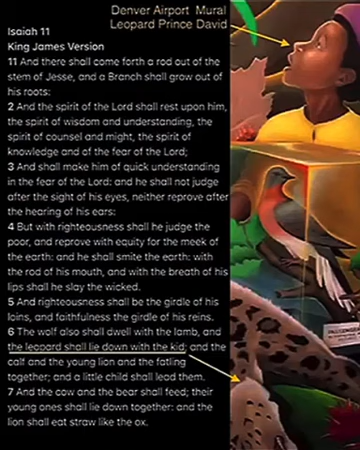 Denver Airport Mural
Leopard Prince David
Isaiah 11
King James Version
11 And there shall come forth a rod out of the
stem of Jesse, and a Branch shall grow out of
his roots:
2 And the spirit of the Lord shall rest upon him,
the spirit of wisdom and understanding, the
spirit of counsel and might, the spirit of
knowledge and of the fear of the Lord;
3 And shall make him of quick understanding
in the fear of the Lord: and he shall not judge
after the sight of his eyes, neither reprove after
the hearing of his ears:
4 But with righteousness shall he judge the
poor, and reprove with equity for the meek of
the earth: and he shall smite the earth: with
the rod of his mouth, and with the breath of his
lips shall he slay the wicked.
5 And righteousness shall be the girdle of his
loins, and faithfulness the girdle of his reins.
6 The wolf also shall dwell with the lamb, and
the leopard shall lie down with the kid; and the
calf and the young lion and the fatling
together; and a little child shall lead them.
7 And the cow and the bear shall feed; their
young ones shall lie down together: and the
lion shall eat straw like the ox.